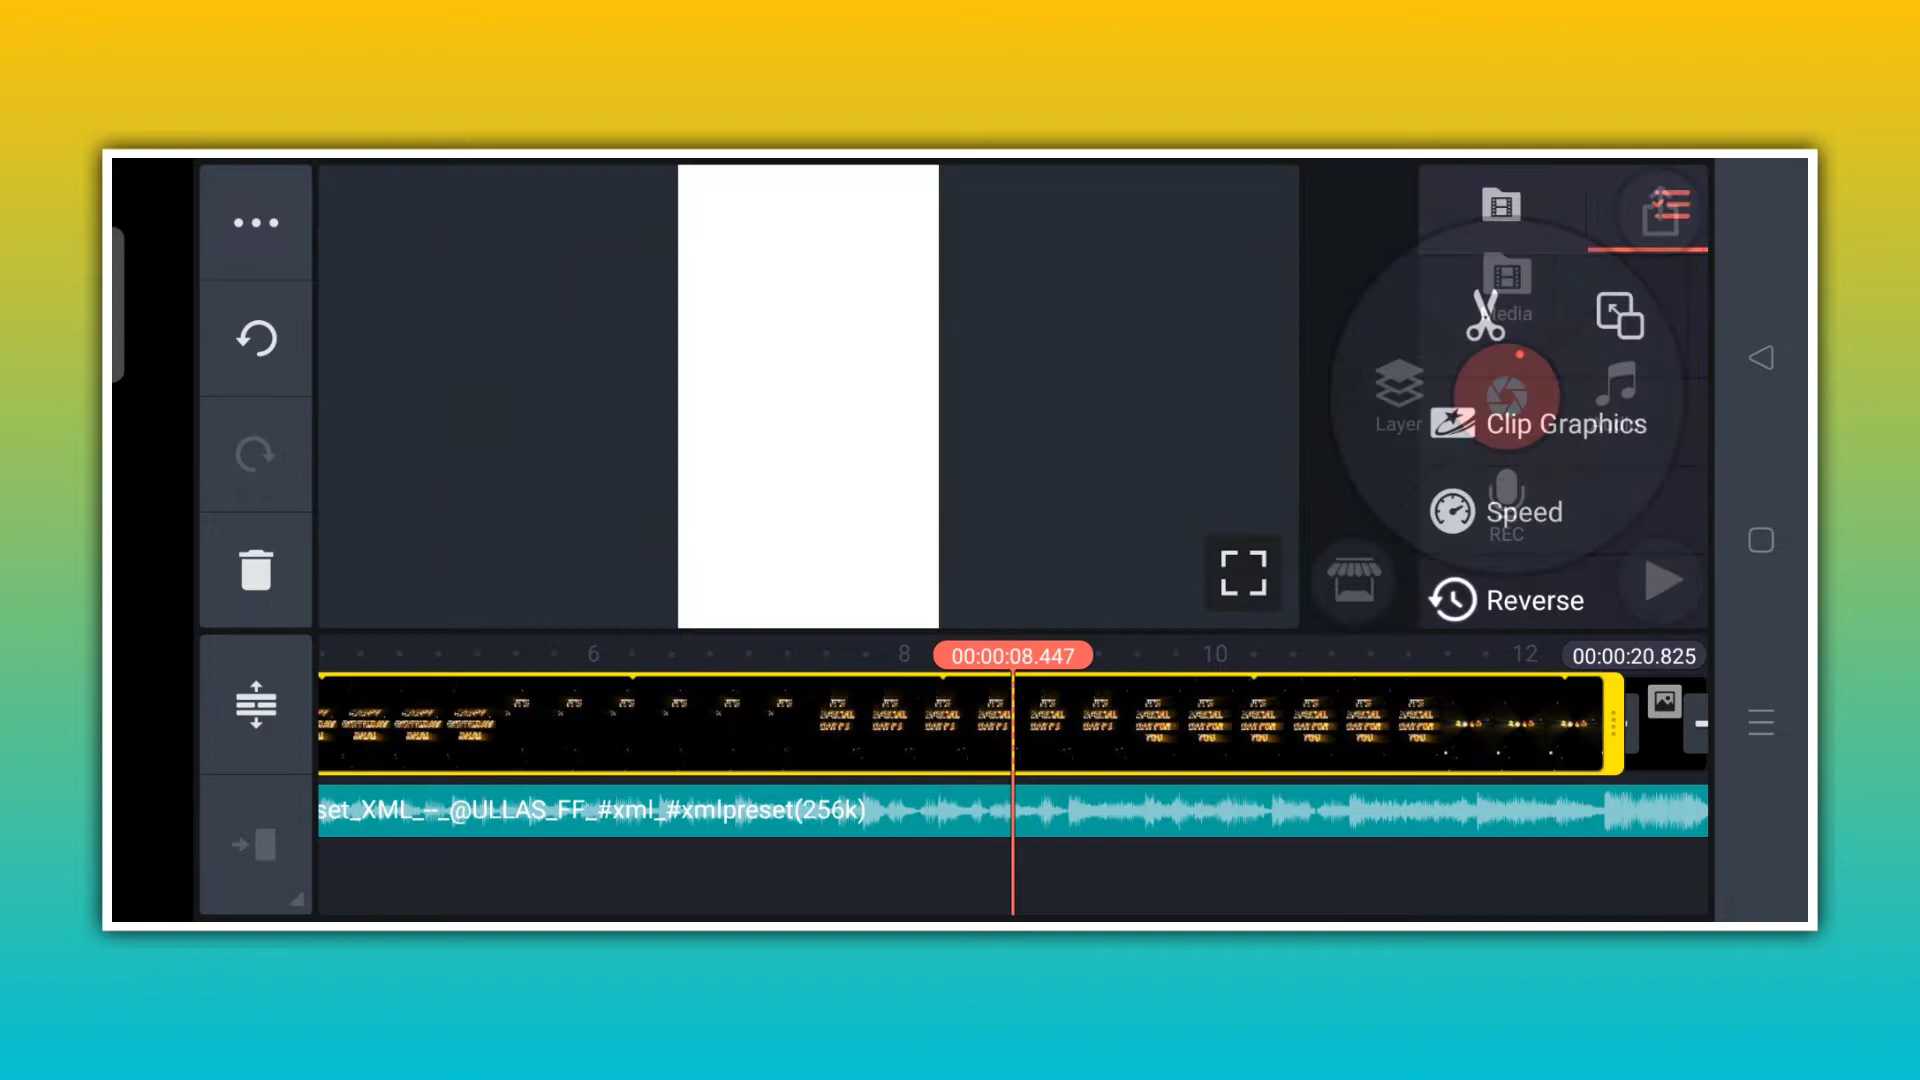 Media
Layer
Clip Graphics
Speed
REC
Reverse
6
8
00:00:08.447
10
12
00:00:20.825
set_XML_–_@ULLAS_FF_#xml_#xmlpreset(256k)